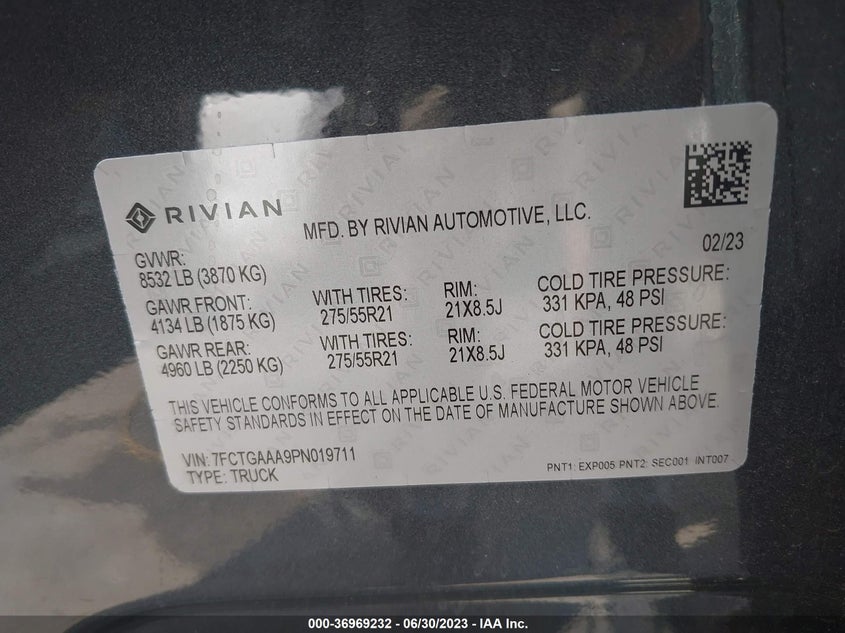 RIVIAN
MFD. BY RIVIAN AUTOMOTIVE, LLC.
02/23
GVWR:
8532 LB (3870 KG)
GAWR FRONT:
4134 LB (1875 KG)
WITH TIRES:
275/55R21
RIM:
21X8.5J
COLD TIRE PRESSURE:
331 KPA, 48 PSI
GAWR REAR:
4960 LB (2250 KG)
WITH TIRES:
275/55R21
RIM:
21X8.5J
COLD TIRE PRESSURE:
331 KPA, 48 PSI
THIS VEHICLE CONFORMS TO ALL APPLICABLE U.S. FEDERAL MOTOR VEHICLE
SAFETY STANDARDS IN EFFECT ON THE DATE OF MANUFACTURE SHOWN ABOVE.
VIN: 7FCTGAAA9PN019711
TYPE: TRUCK
PNT1: EXP005 PNT2: SEC001 INT007
000-36969232 - 06/30/2023 - IAA Inc.